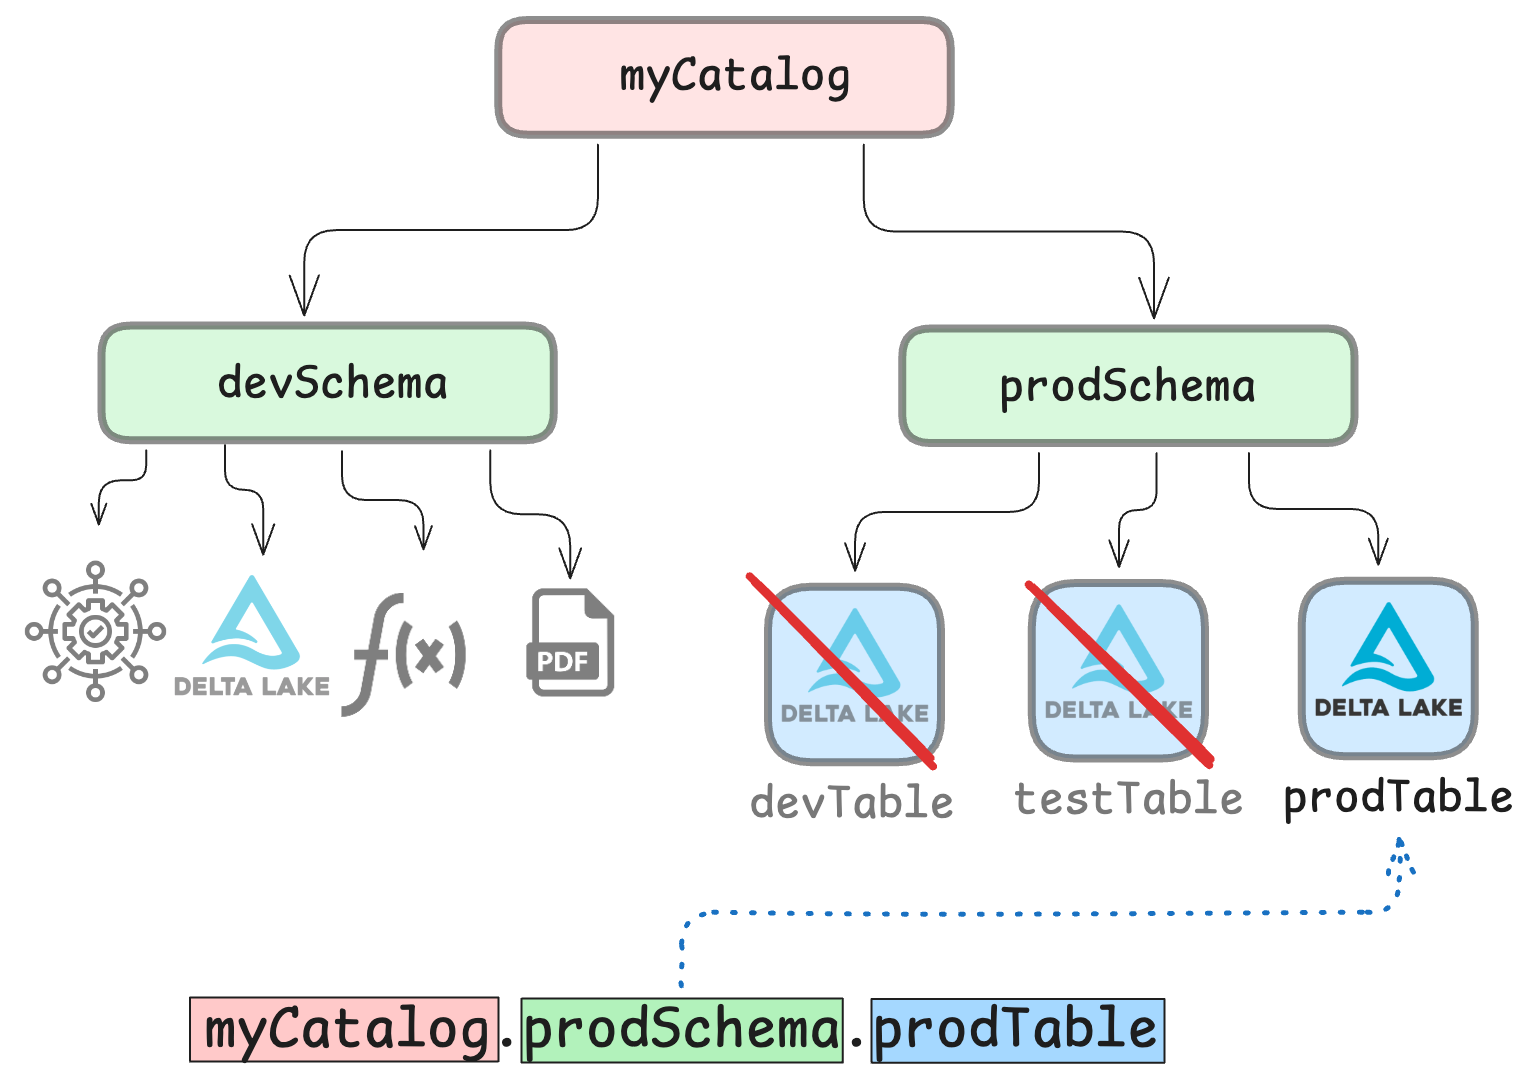 myCatalog
devSchema
prodSchema
DELTA LAKE
f(x)
PDF
DELTA LAKE
DELTA LAKE
DELTA LAKE
devTable
testTable
prodTable
myCatalog.prodSchema.prodTable